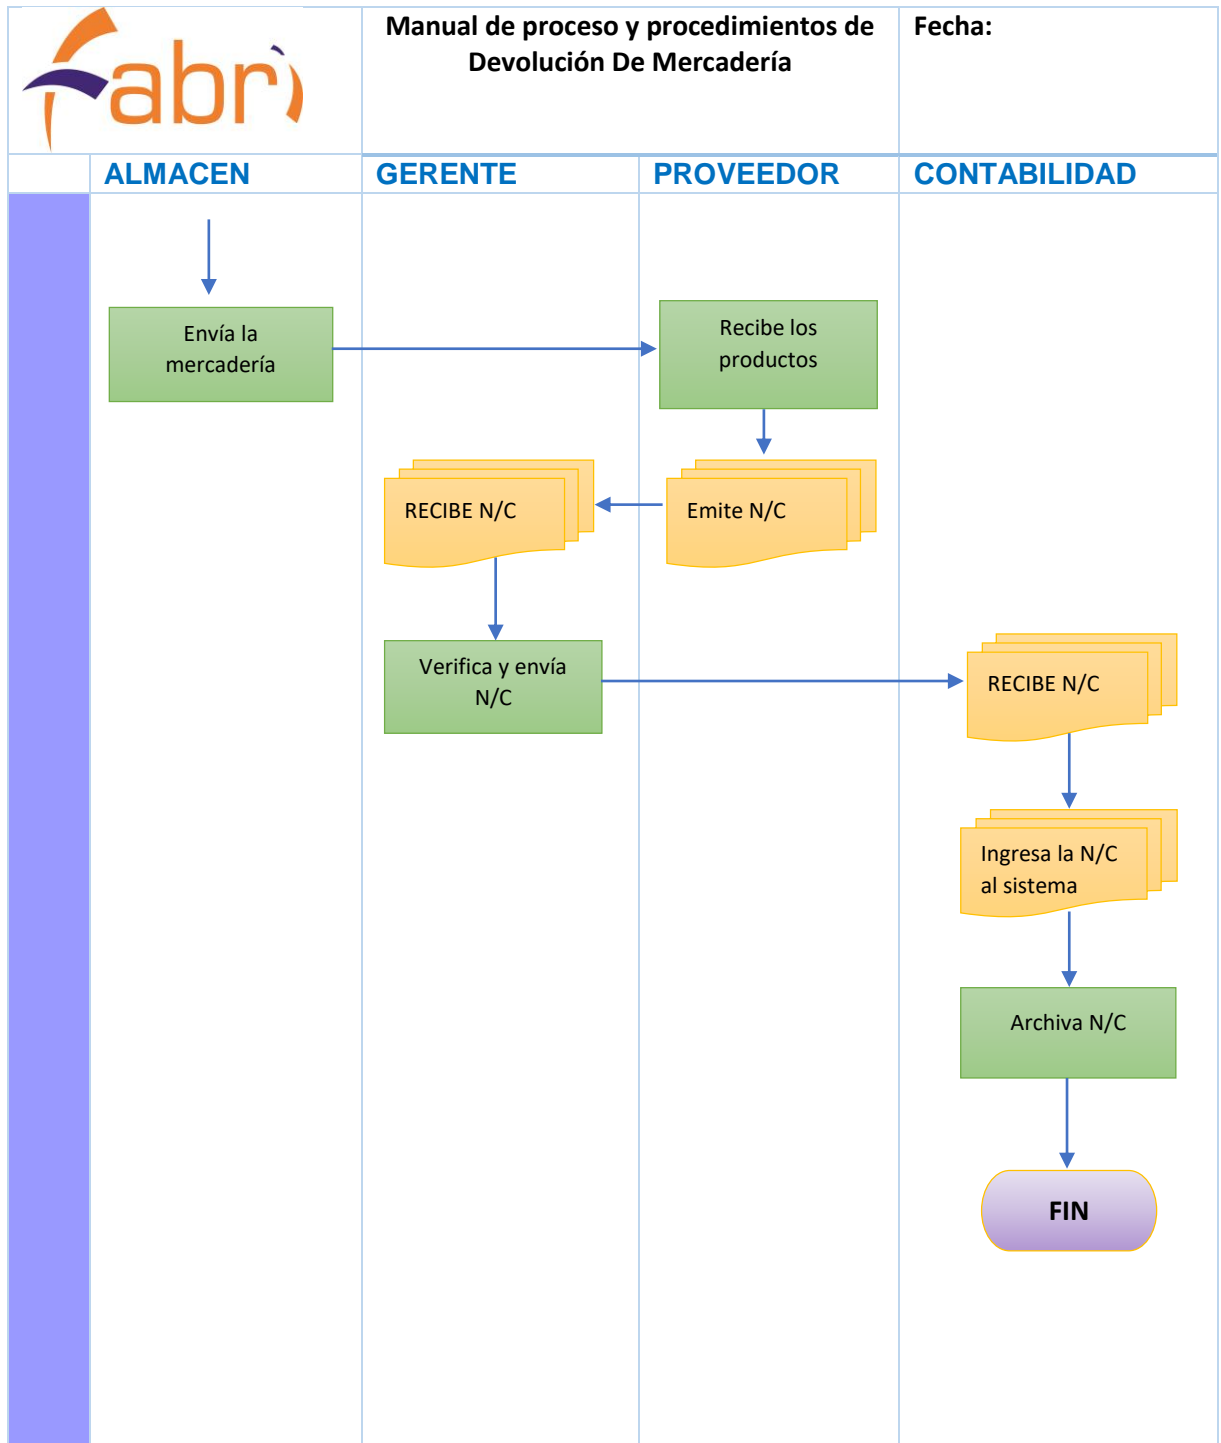 Fabrì
Manual de proceso y procedimientos de
Devolución De Mercadería
Fecha:
ALMACEN
GERENTE
PROVEEDOR
CONTABILIDAD
Envía la
mercadería
Recibe los
productos
RECIBE N/C
Emite N/C
Verifica y envía
N/C
RECIBE N/C
Ingresa la N/C
al sistema
Archiva N/C
FIN